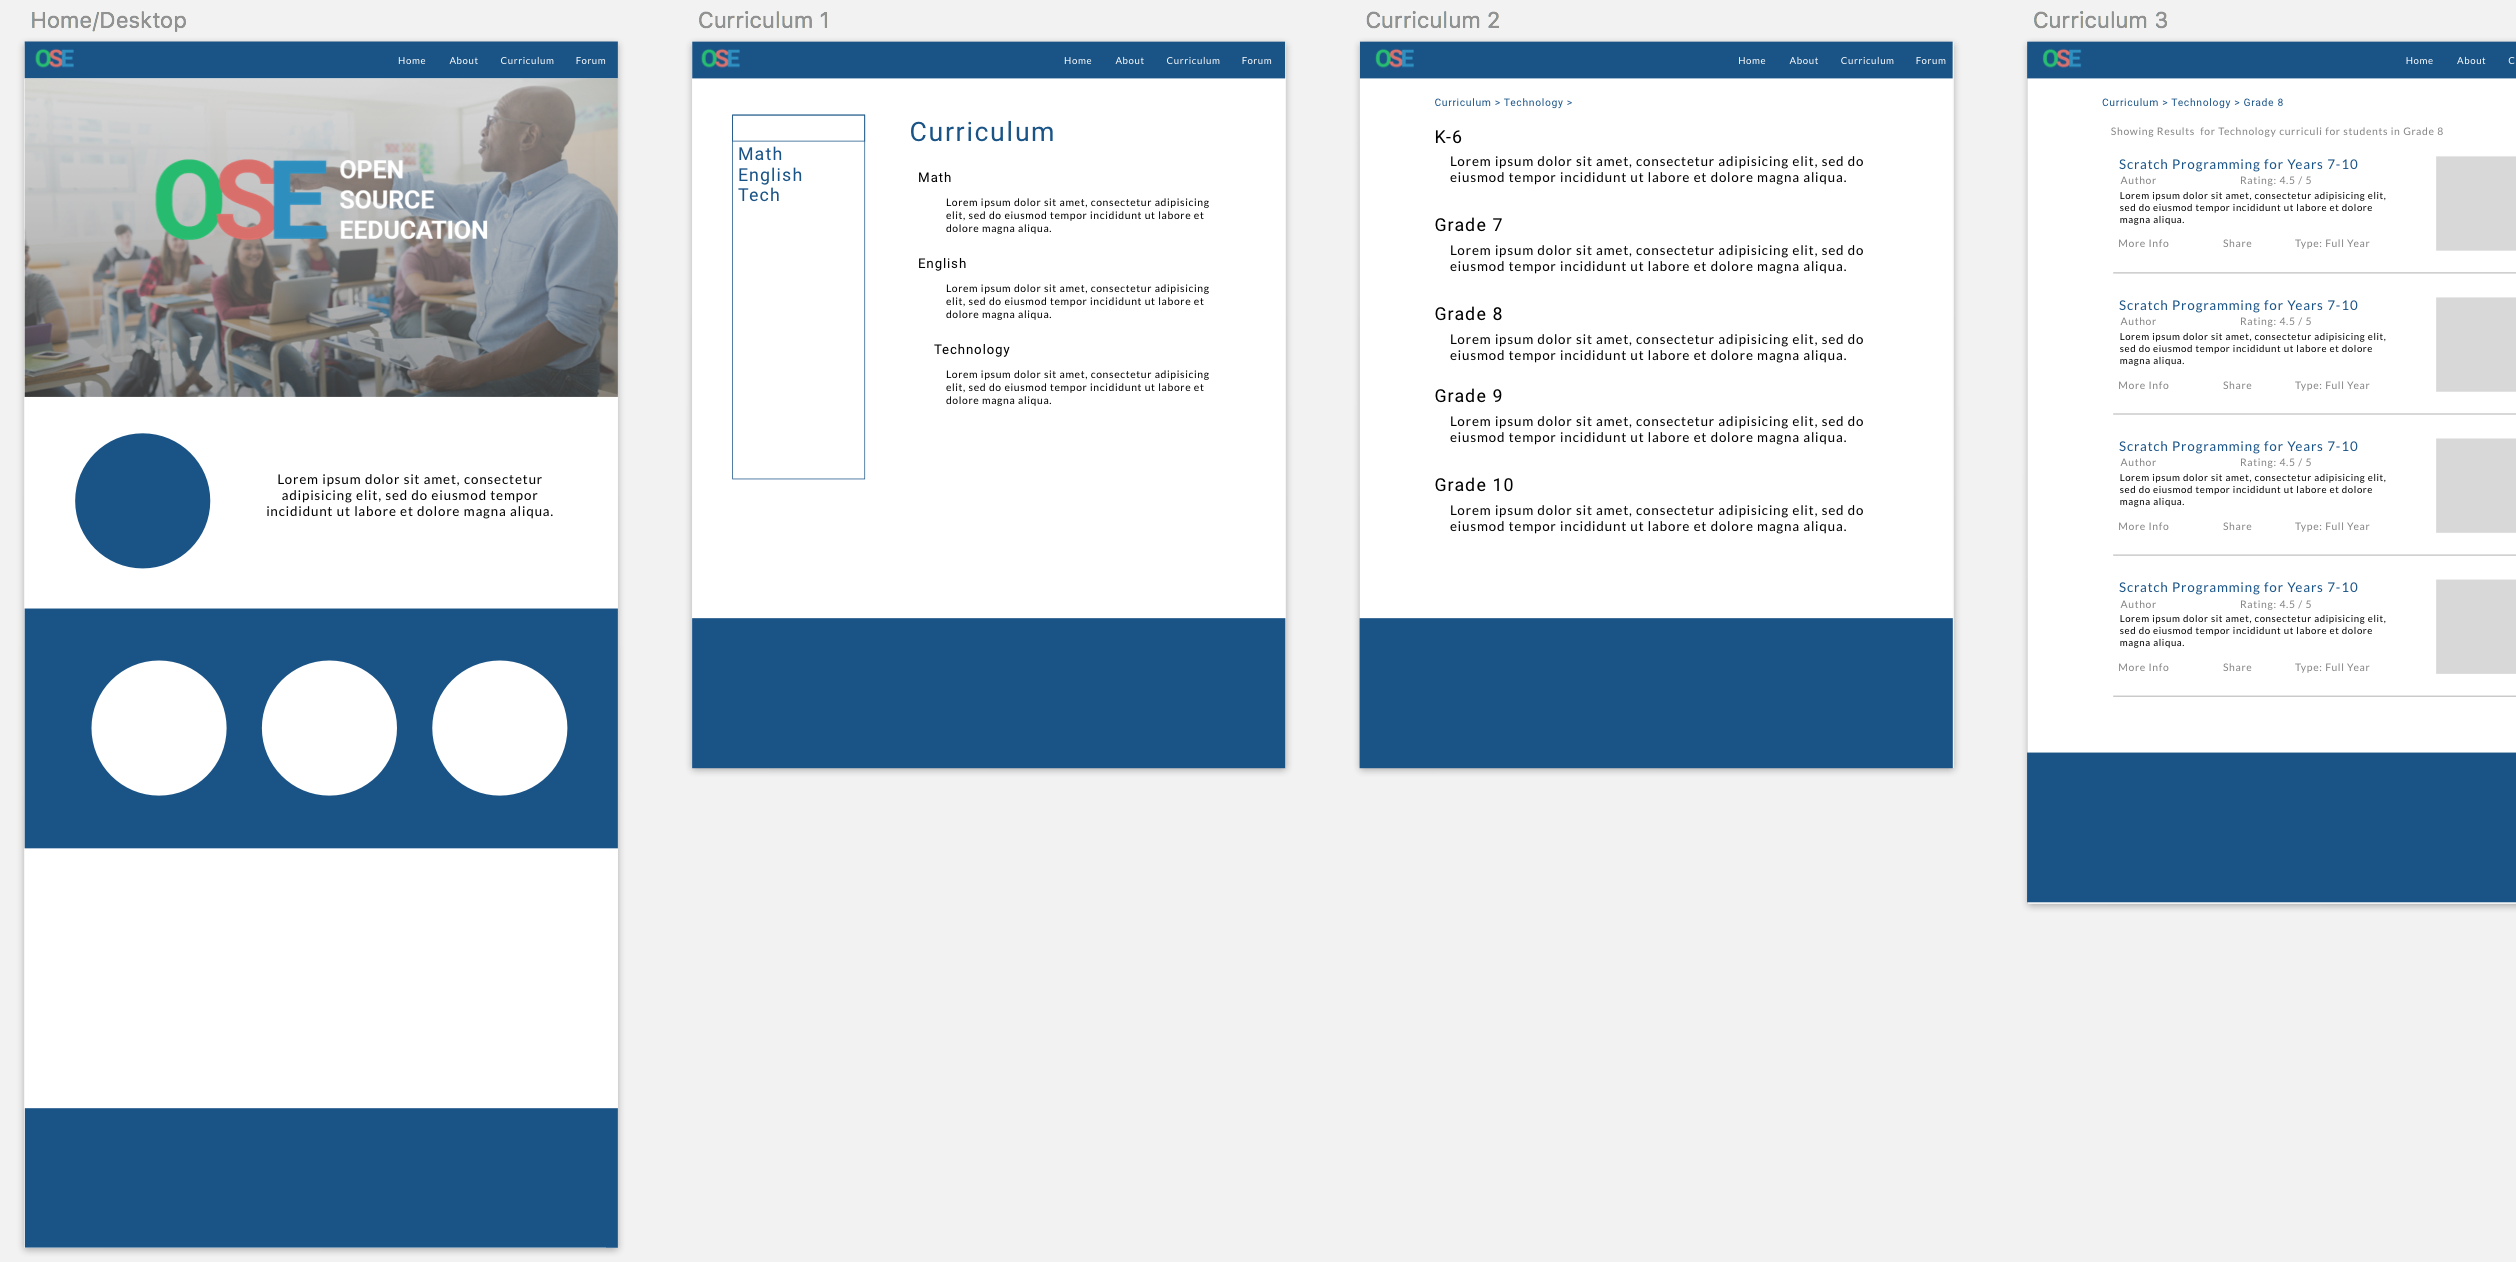 Home/Desktop
OSE
Home About Curriculum Forum
OSE
OPEN
SOURCE
EEDUCATION
Lorem ipsum dolor sit amet, consectetur
adipisicing elit, sed do eiusmod tempor
incididunt ut labore et dolore magna aliqua.
Curriculum 1
OSE
Home About Curriculum Forum
Math
English
Tech
Curriculum
Math
Lorem ipsum dolor sit amet, consectetur adipisicing
elit, sed do eiusmod tempor incididunt ut labore et
dolore magna aliqua.
English
Lorem ipsum dolor sit amet, consectetur adipisicing
elit, sed do eiusmod tempor incididunt ut labore et
dolore magna aliqua.
Technology
Lorem ipsum dolor sit amet, consectetur adipisicing
elit, sed do eiusmod tempor incididunt ut labore et
dolore magna aliqua.
Curriculum 2
OSE
Home About Curriculum Forum
Curriculum > Technology >
K-6
Lorem ipsum dolor sit amet, consectetur adipisicing elit, sed do
eiusmod tempor incididunt ut labore et dolore magna aliqua.
Grade 7
Lorem ipsum dolor sit amet, consectetur adipisicing elit, sed do
eiusmod tempor incididunt ut labore et dolore magna aliqua.
Grade 8
Lorem ipsum dolor sit amet, consectetur adipisicing elit, sed do
eiusmod tempor incididunt ut labore et dolore magna aliqua.
Grade 9
Lorem ipsum dolor sit amet, consectetur adipisicing elit, sed do
eiusmod tempor incididunt ut labore et dolore magna aliqua.
Grade 10
Lorem ipsum dolor sit amet, consectetur adipisicing elit, sed do
eiusmod tempor incididunt ut labore et dolore magna aliqua.
Curriculum 3
OSE
Home About C
Curriculum > Technology > Grade 8
Showing Results for Technology curriculi for students in Grade 8
Scratch Programming for Years 7-10
Author Rating: 4.5 / 5
Lorem ipsum dolor sit amet, consectetur adipisicing elit,
sed do eiusmod tempor incididunt ut labore et dolore
magna aliqua.
More Info Share Type: Full Year
Scratch Programming for Years 7-10
Author Rating: 4.5 / 5
Lorem ipsum dolor sit amet, consectetur adipisicing elit,
sed do eiusmod tempor incididunt ut labore et dolore
magna aliqua.
More Info Share Type: Full Year
Scratch Programming for Years 7-10
Author Rating: 4.5 / 5
Lorem ipsum dolor sit amet, consectetur adipisicing elit,
sed do eiusmod tempor incididunt ut labore et dolore
magna aliqua.
More Info Share Type: Full Year
Scratch Programming for Years 7-10
Author Rating: 4.5 / 5
Lorem ipsum dolor sit amet, consectetur adipisicing elit,
sed do eiusmod tempor incididunt ut labore et dolore
magna aliqua.
More Info Share Type: Full Year